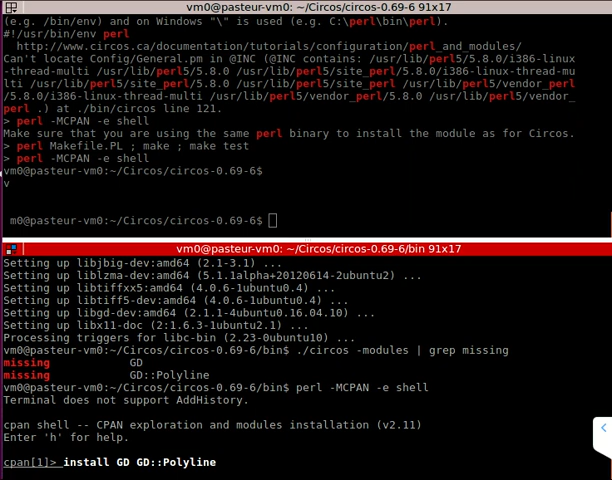 vm0@pasteur-vm0: ~/Circos/circos-0.69-6 91x17
(e.g. /bin/env) and on Windows "\" is used (e.g. C:\perl\bin\perl).
#!/usr/bin/env perl
http://www.circos.ca/documentation/tutorials/configuration/perl_and_modules/
Can't locate Config/General.pm in @INC (@INC contains: /usr/lib/perl5/5.8.0/i386-linux
-thread-multi /usr/lib/perl5/5.8.0 /usr/lib/perl5/site_perl/5.8.0/i386-linux-thread-mu
lti /usr/lib/perl5/site_perl/5.8.0 /usr/lib/perl5/site_perl /usr/lib/perl5/vendor_perl
/5.8.0/i386-linux-thread-multi /usr/lib/perl5/vendor_perl/5.8.0 /usr/lib/perl5/vendor_
perl .) at ./bin/circos line 121.
> perl -MCPAN -e shell
Make sure that you are using the same perl binary to install the module as for Circos.
> perl Makefile.PL ; make ; make test
> perl -MCPAN -e shell
vm0@pasteur-vm0:~/Circos/circos-0.69-6$
v
m0@pasteur-vm0:~/Circos/circos-0.69-6$
vm0@pasteur-vm0: ~/Circos/circos-0.69-6/bin 91x17
Setting up libjbig-dev:amd64 (2.1-3.1) ...
Setting up liblzma-dev:amd64 (5.1.1alpha+20120614-2ubuntu2) ...
Setting up libtiffxx5:amd64 (4.0.6-1ubuntu0.4) ...
Setting up libtiff5-dev:amd64 (4.0.6-1ubuntu0.4) ...
Setting up libgd-dev:amd64 (2.1.1-4ubuntu0.16.04.10) ...
Setting up libx11-doc (2:1.6.3-1ubuntu2.1) ...
Processing triggers for libc-bin (2.23-0ubuntu10) ...
vm0@pasteur-vm0:~/Circos/circos-0.69-6/bin$ ./circos -modules | grep missing
missing GD
missing GD::Polyline
vm0@pasteur-vm0:~/Circos/circos-0.69-6/bin$ perl -MCPAN -e shell
Terminal does not support AddHistory.
cpan shell -- CPAN exploration and modules installation (v2.11)
Enter 'h' for help.
cpan[1]> install GD GD::Polyline